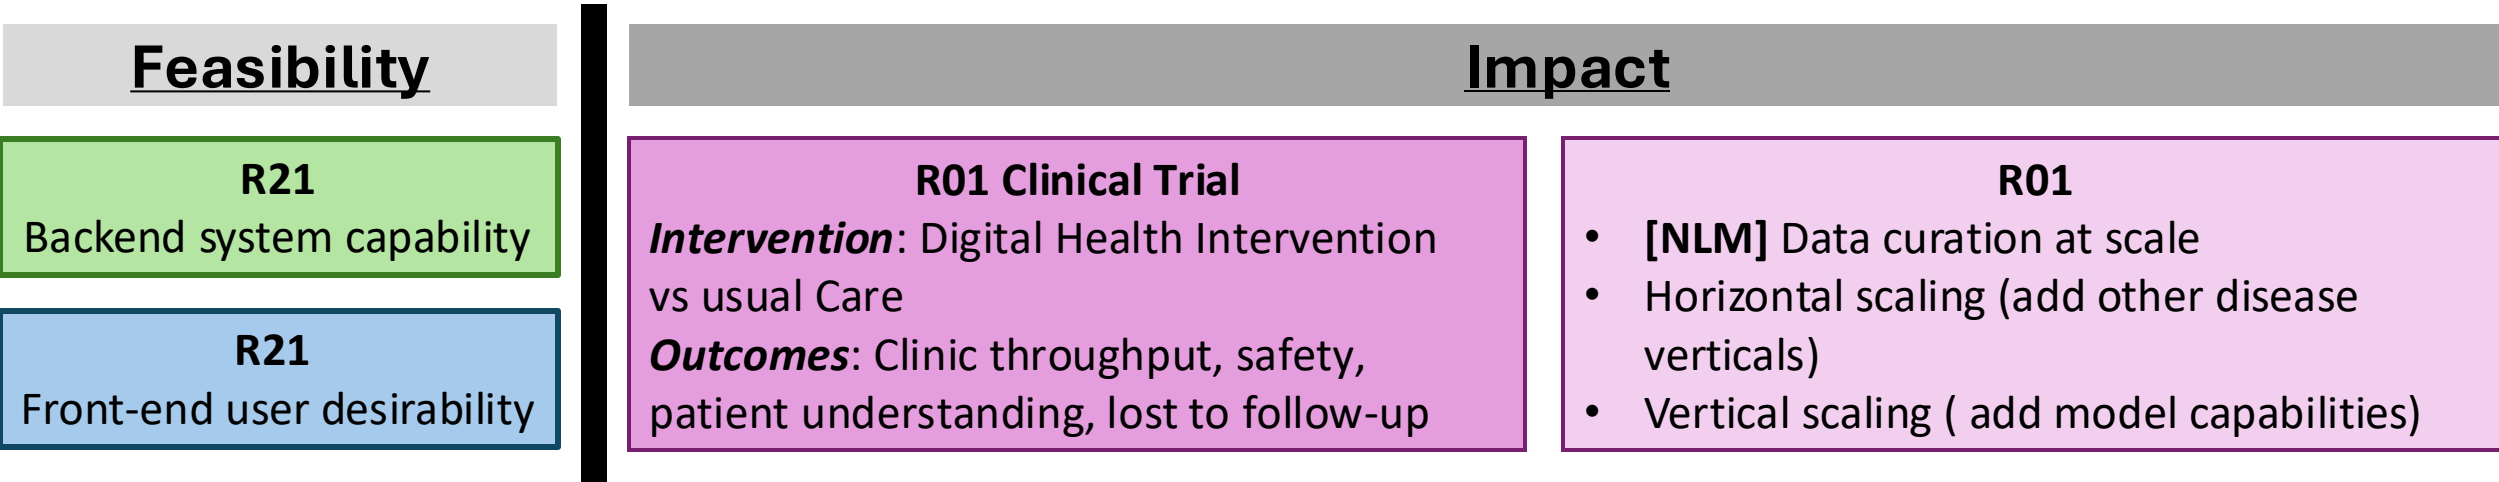 Feasibility
Impact
R21
Backend system capability
R21
Front-end user desirability
R01 Clinical Trial
Intervention: Digital Health Intervention
vs usual Care
Outcomes: Clinic throughput, safety,
patient understanding, lost to follow-up
R01
• [NLM] Data curation at scale
• Horizontal scaling (add other disease
verticals)
• Vertical scaling ( add model capabilities)